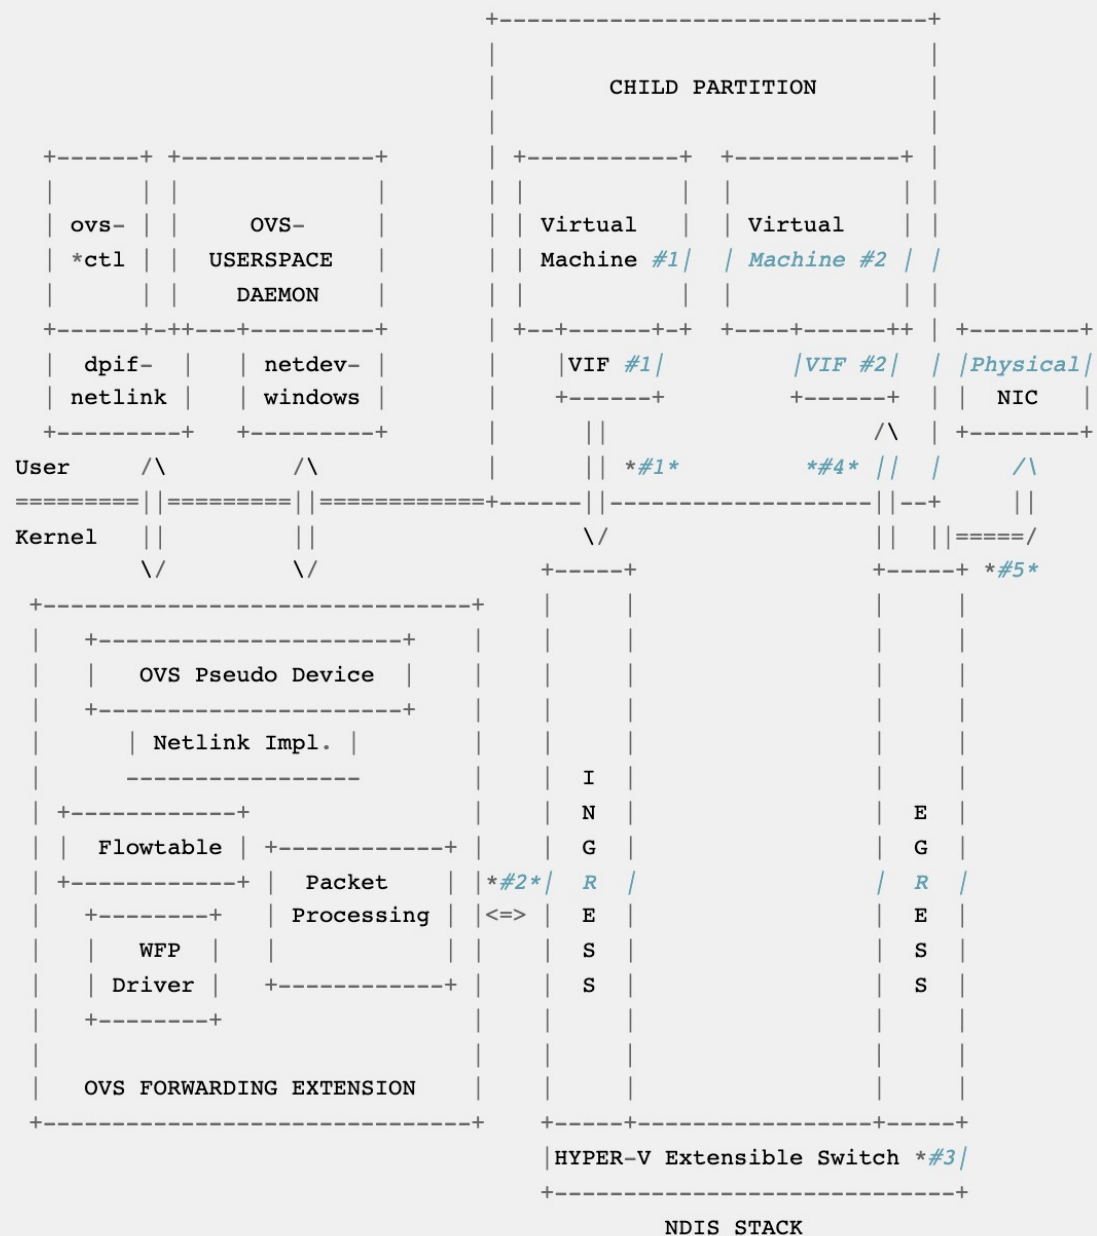 CHILD PARTITION
ovs-
*ctl
OVS-
USERSPACE
DAEMON
Virtual
Machine #1
Virtual
Machine #2
dpif-
netlink
netdev-
windows
VIF #1
VIF #2
Physical
NIC
User
*#1*
*#4*
Kernel
*#5*
OVS Pseudo Device
Netlink Impl.
Flowtable
Packet
Processing
*#2*
<=>
WFP
Driver
OVS FORWARDING EXTENSION
I
N
G
R
E
S
S
E
G
R
E
S
S
HYPER-V Extensible Switch *#3
NDIS STACK